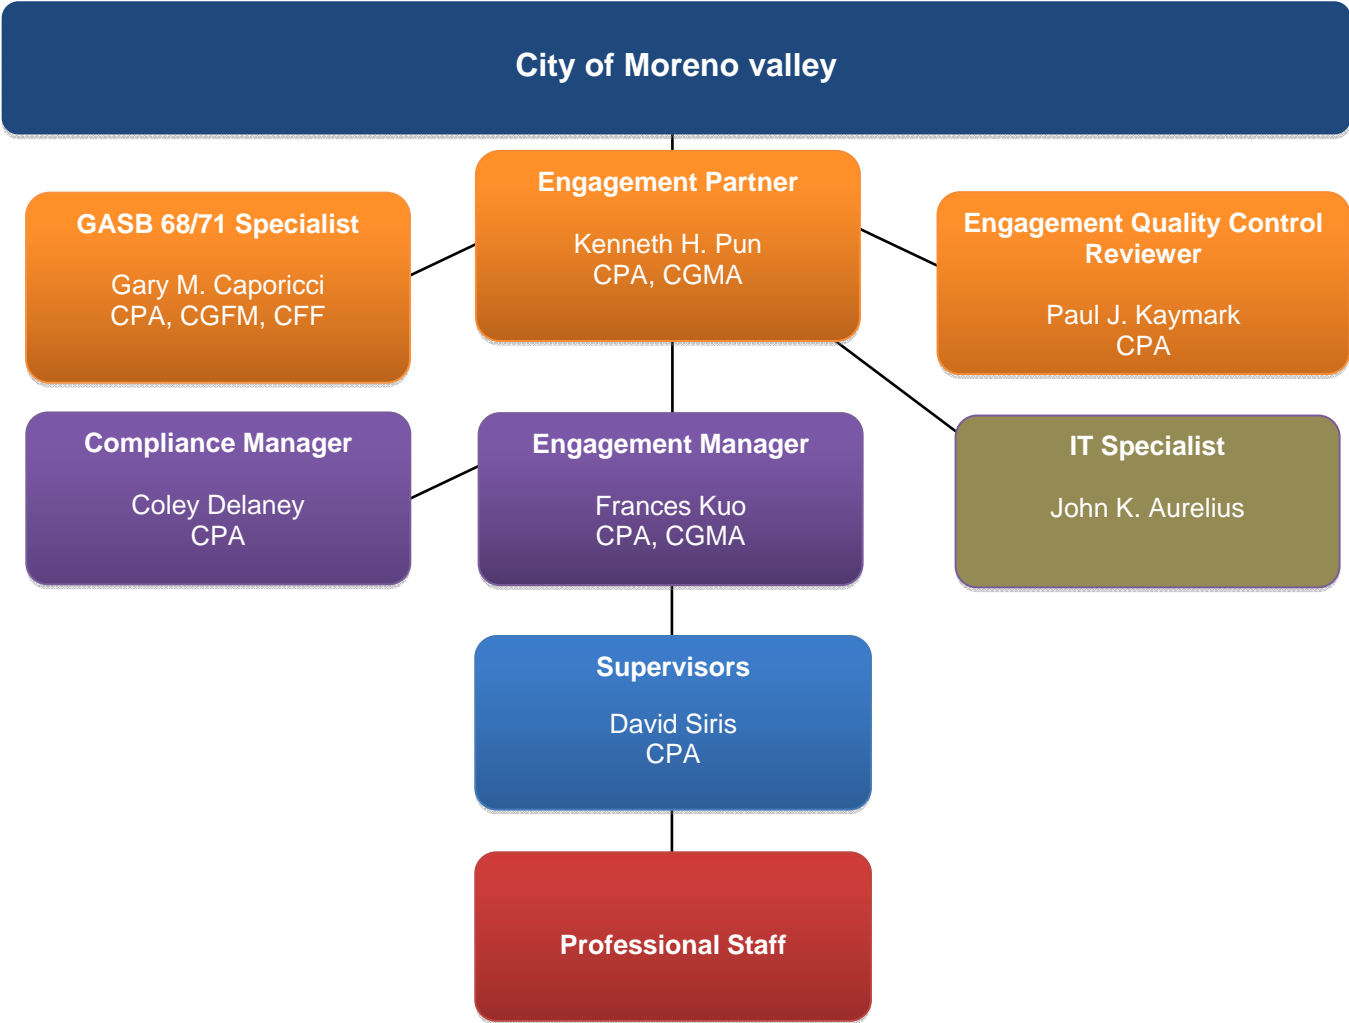 City of Moreno valley
Engagement Partner
Kenneth H. Pun
CPA, CGMA
GASB 68/71 Specialist
Gary M. Caporicci
CPA, CGFM, CFF
Engagement Quality Control
Reviewer
Paul J. Kaymark
CPA
Compliance Manager
Coley Delaney
CPA
Engagement Manager
Frances Kuo
CPA, CGMA
IT Specialist
John K. Aurelius
Supervisors
David Siris
CPA
Professional Staff